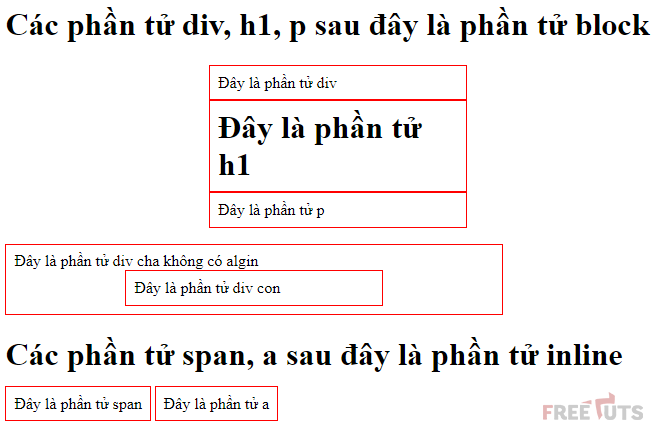 Các phần tử div, h1, p sau đây là phần tử block
Đây là phần tử div
Đây là phần tử
h1
Đây là phần tử p
Đây là phần tử div cha không có algin
Đây là phần tử div con
Các phần tử span, a sau đây là phần tử inline
Đây là phần tử span Đây là phần tử a
FREETUTS